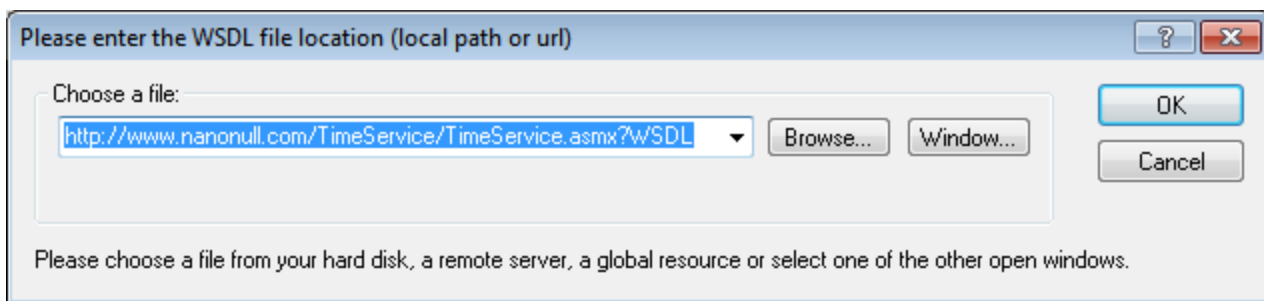 Please enter the WSDL file location (local path or url)
Choose a file:
OK
http://www.nanonull.com/TimeService/TimeService.asmx?WSDL
Browse...
Window...
Cancel
Please choose a file from your hard disk, a remote server, a global resource or select one of the other open windows.